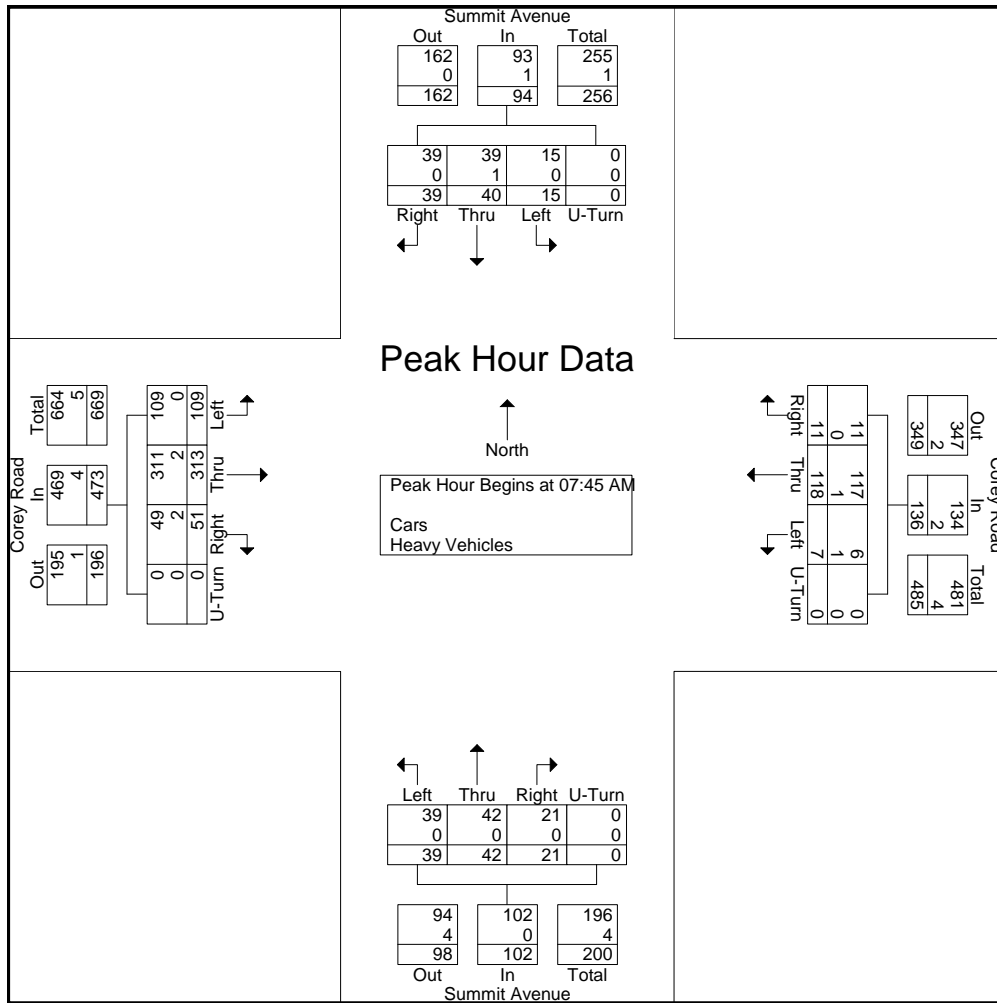 Summit Avenue
Out In Total
162 93 255
0 1 1
162 94 256
39 39 15 0
0 1 0 0
39 40 15 0
Right Thru Left U-Turn
Peak Hour Data
North
Peak Hour Begins at 07:45 AM
Cars
Heavy Vehicles
Corey Road
Out In Total
195 469 664
1 4 5
196 473 669
U-Turn Right Thru Left
0 49 311 109
0 2 2 0
0 51 313 109
Corey Road
Out In Total
347 134 481
2 2 4
349 136 485
11 117 6 0
0 1 1 0
11 118 7 0
Right Thru Left U-Turn
Left Thru Right U-Turn
39 42 21 0
0 0 0 0
39 42 21 0
94 102 196
4 0 4
98 102 200
Out In Total
Summit Avenue